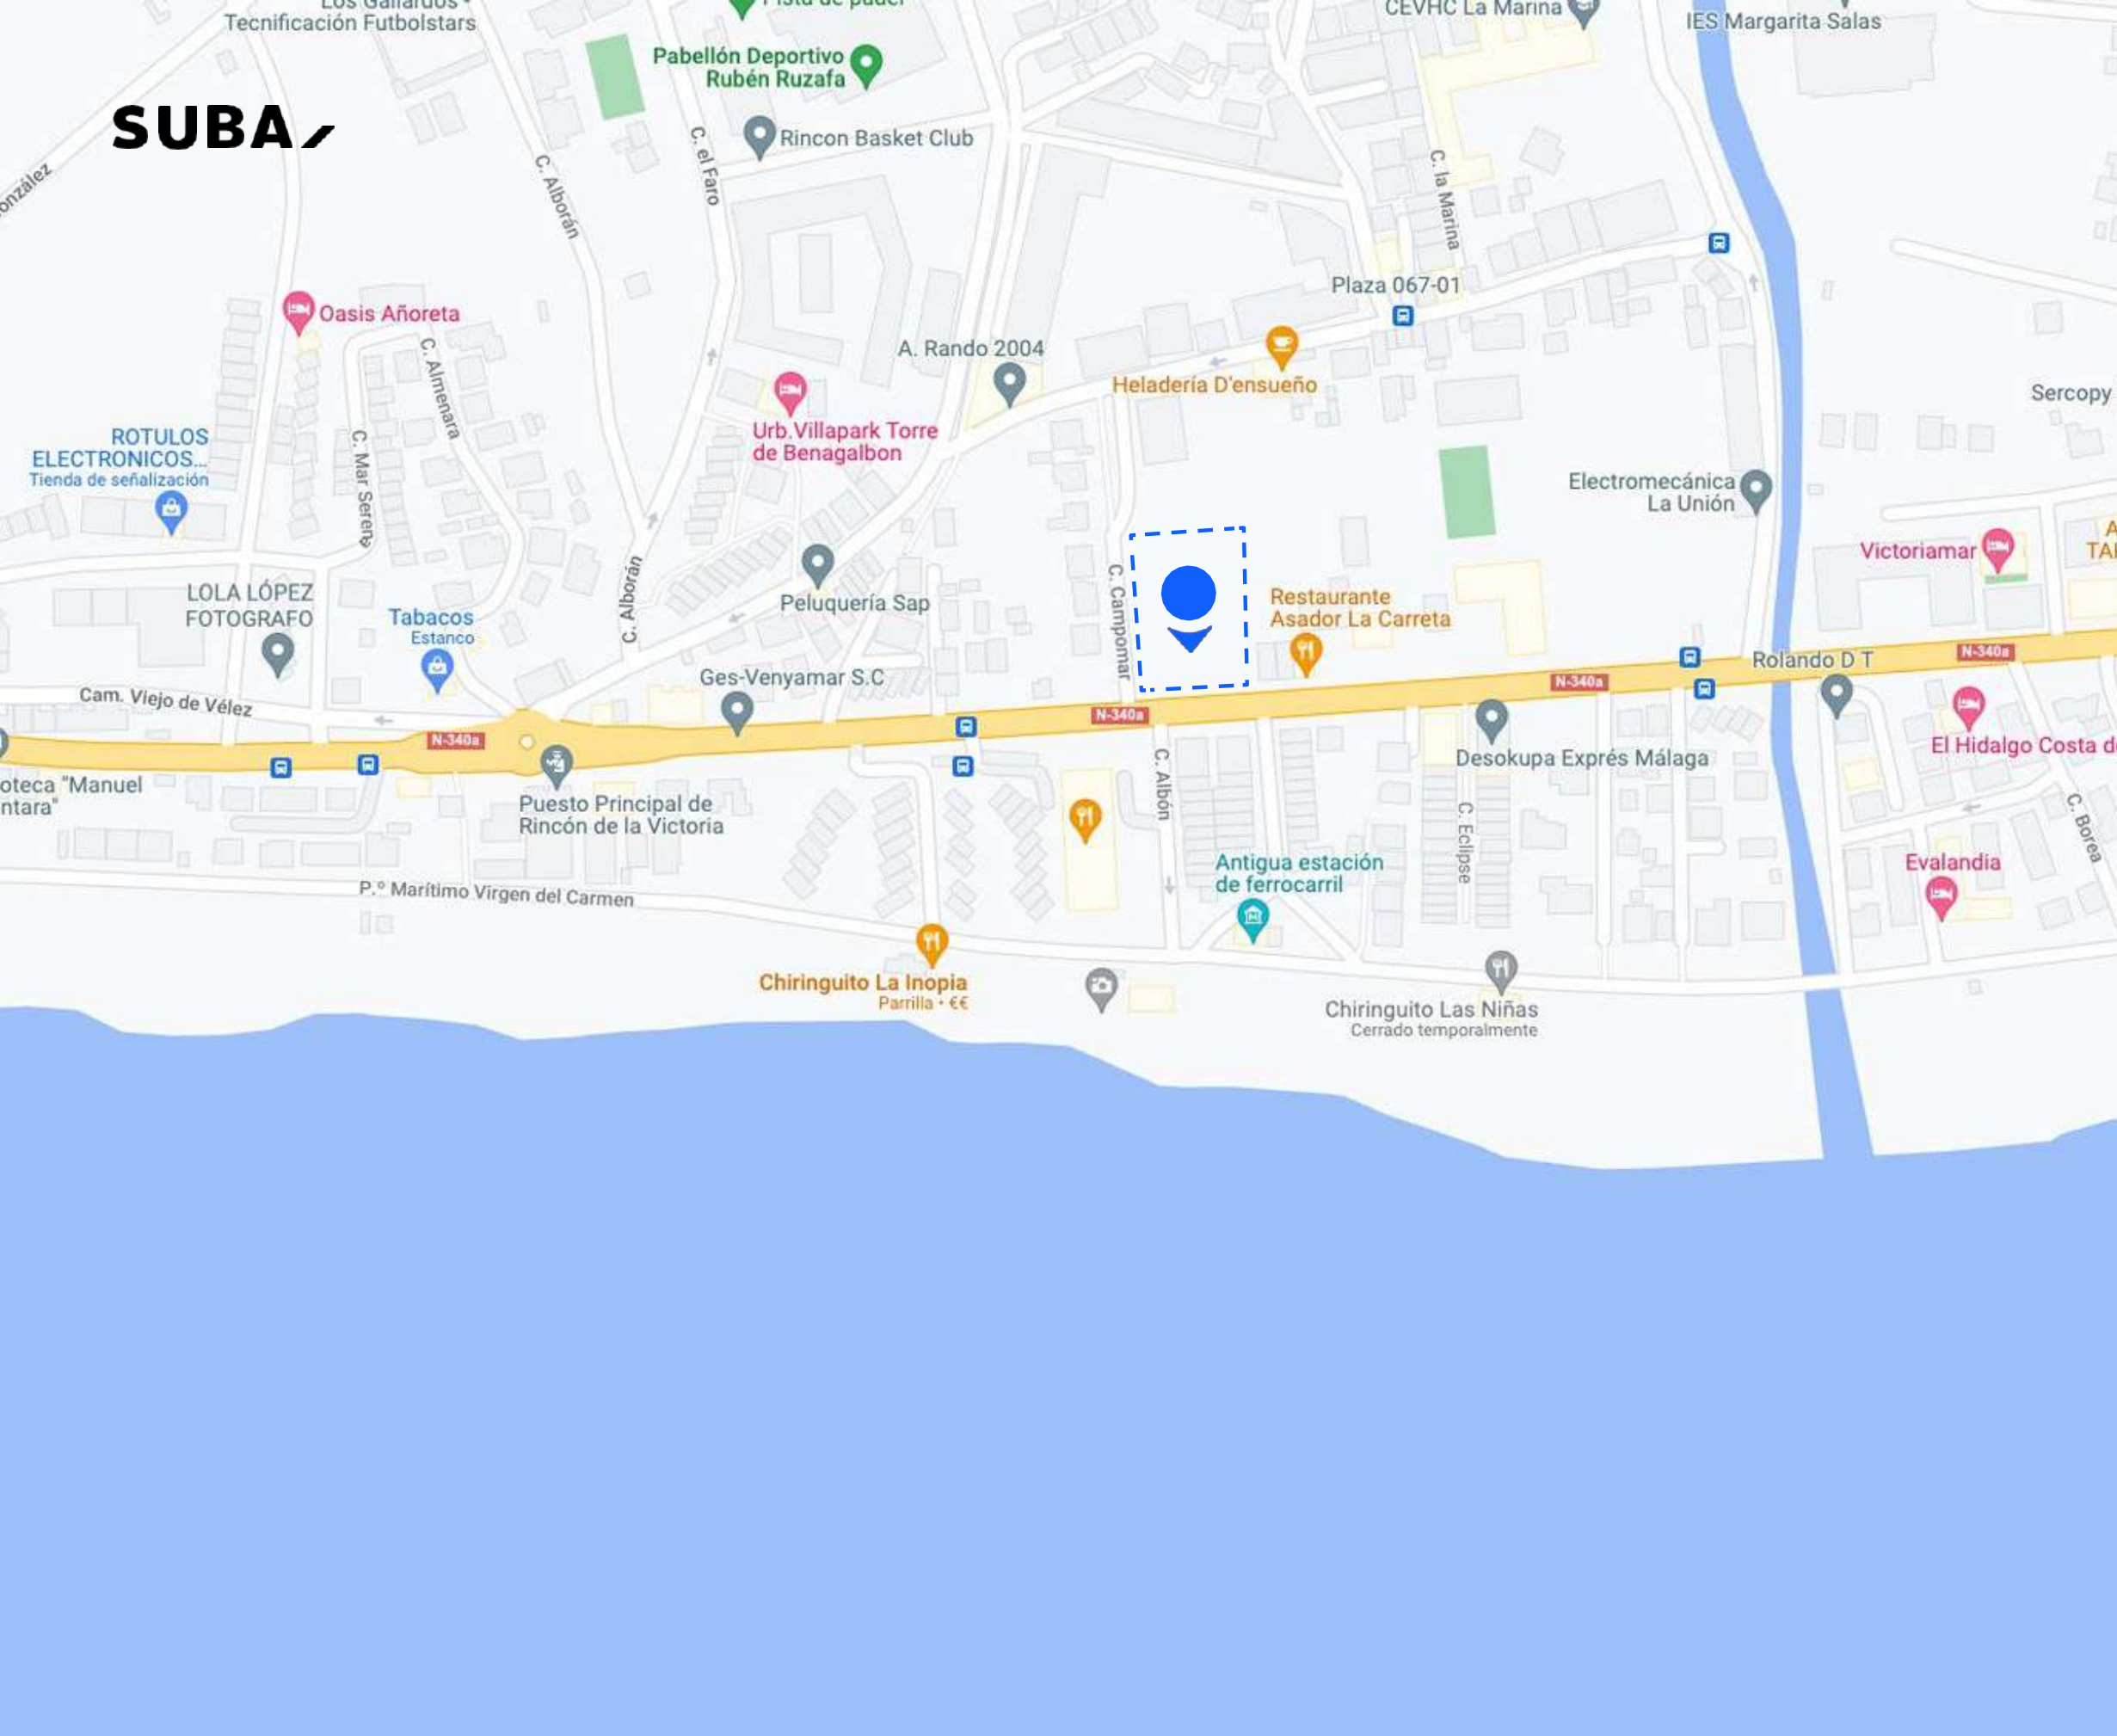 Los Gallardos -
Tecnificación Futbolstars
Pabellón Deportivo
Rubén Ruzafa
CEVHC La Marina
IES Margarita Salas
SUBA
Rincon Basket Club
C. Alborán
C. el Faro
C. la Marina
Plaza 067-01
Oasis Añoreta
A. Rando 2004
Heladería D'ensueño
C. Almenara
Sercopy
Urb.Villapark Torre
de Benagalbon
ROTULOS
ELECTRONICOS...
Tienda de señalización
C. Mar Sereno
Electromecánica
La Unión
Victoriamar
LOLA LÓPEZ
FOTOGRAFO
Tabacos
Estanco
C. Alborán
Peluquería Sap
C. Campomar
Restaurante
Asador La Carreta
Rolando D T
N-340a
Ges-Venyamar S.C
N-340a
Cam. Viejo de Vélez
N-340a
N-340a
El Hidalgo Costa d
Desokupa Exprés Málaga
oteca "Manuel
ntara"
C. Albón
Puesto Principal de
Rincón de la Victoria
C. Eclipse
C. Borea
Antigua estación
de ferrocarril
Evalandia
P.º Marítimo Virgen del Carmen
Chiringuito La Inopia
Parrilla • €€
Chiringuito Las Niñas
Cerrado temporalmente